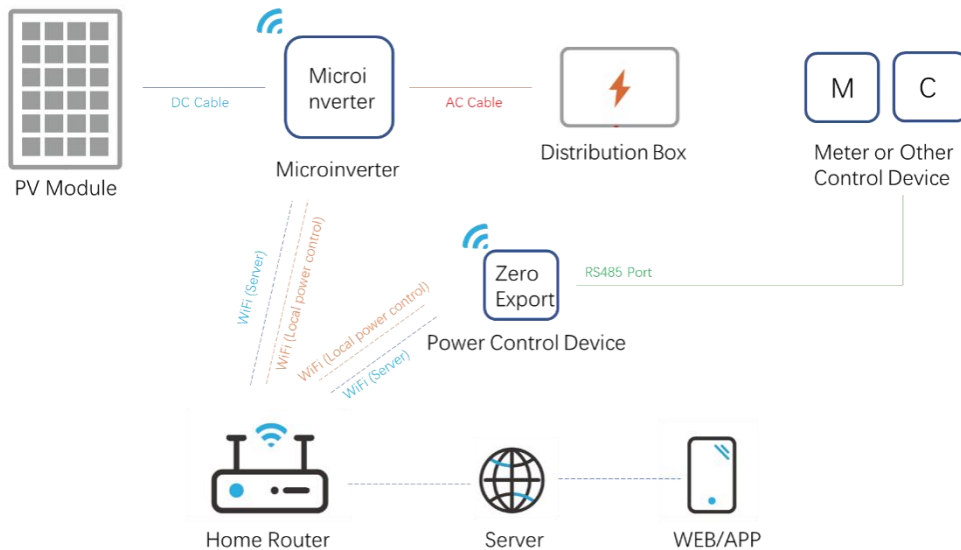 Microi
nverter
M
C
DC Cable
AC Cable
PV Module
Microinverter
Distribution Box
Meter or Other
Control Device
WiFi (Server)
WiFi (Local power control)
Zero
Export
RS485 Port
WiFi (Local power control)
WiFi (Server)
Power Control Device
Home Router
Server
WEB/APP